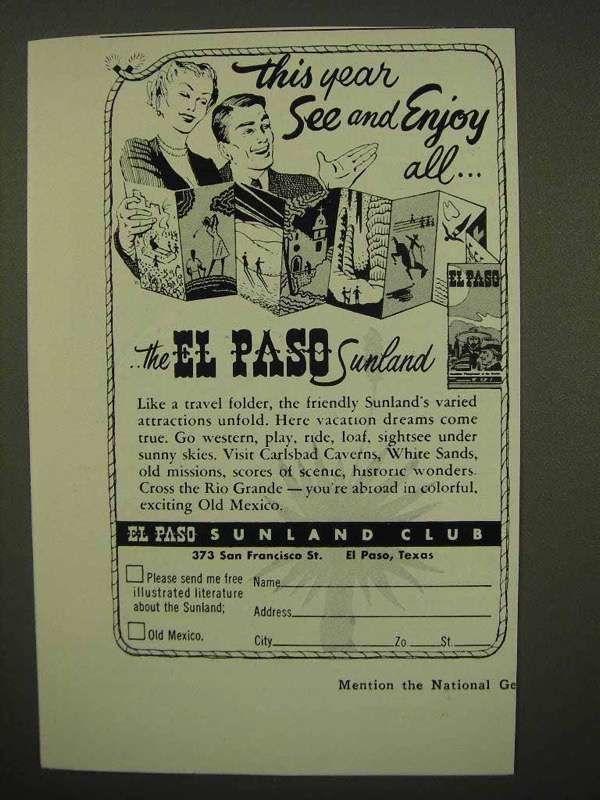 this year
See and Enjoy
all...
EL PASO
..the EL PASO Sunland
Like a travel folder, the friendly Sunland's varied
attractions unfold. Here vacation dreams come
true. Go western, play, ride, loaf, sightsee under
sunny skies. Visit Carlsbad Caverns, White Sands,
old missions, scores of scenic, historic wonders.
Cross the Rio Grande — you're abroad in colorful,
exciting Old Mexico.
EL PASO SUNLAND CLUB
373 San Francisco St. El Paso, Texas
Please send me free
illustrated literature
about the Sunland;
Old Mexico.
Name
Address
City Zo St.
Mention the National Ge